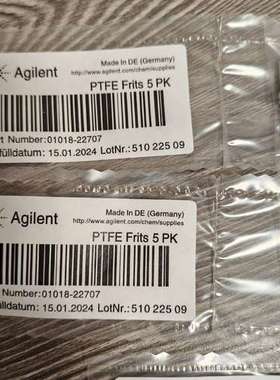 Made In DE (Germany)
Agilent
http://www.agilent.com/chem/supplies
PTFE Frits 5 PK
t Number:01018-22707
fülldatum: 15.01.2024 LotNr.: 510 225 09
Made In DE (Germany)
Agilent
http://www.agilent.com/chem/supplies
PTFE Frits 5 PK
Number:01018-22707
ülldatum: 15.01.2024 LotNr.: 510 225 09